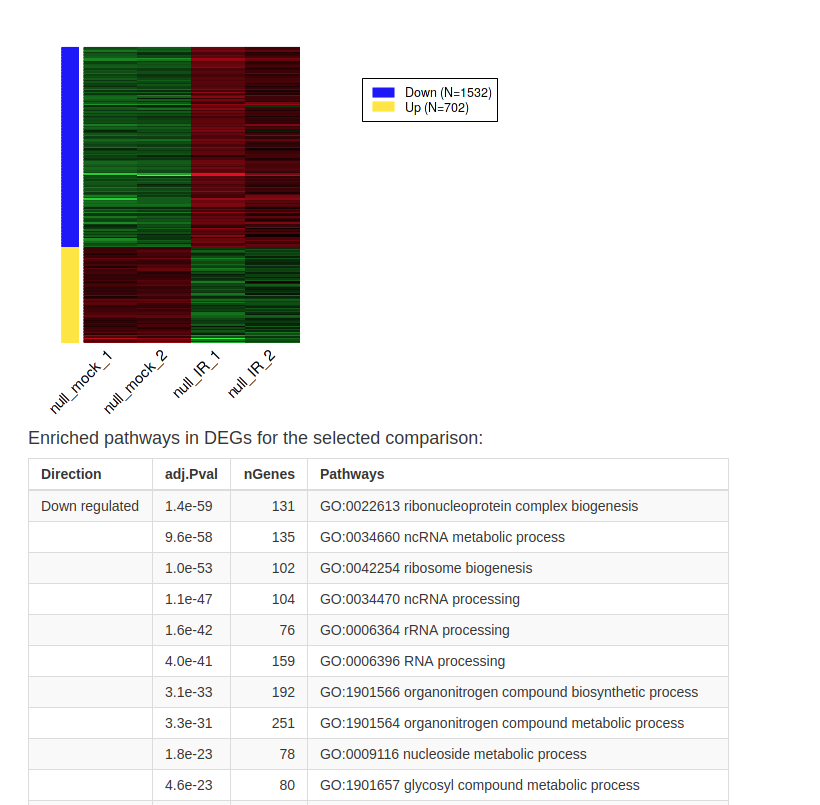 Down (N=1532)
Up (N=702)
null_mock_1 null_mock_2 null_IR_1 null_IR_2
Enriched pathways in DEGs for the selected comparison:
Direction adj.Pval nGenes Pathways
Down regulated 1.4e-59 131 GO:0022613 ribonucleoprotein complex biogenesis
9.6e-58 135 GO:0034660 ncRNA metabolic process
1.0e-53 102 GO:0042254 ribosome biogenesis
1.1e-47 104 GO:0034470 ncRNA processing
1.6e-42 76 GO:0006364 rRNA processing
4.0e-41 159 GO:0006396 RNA processing
3.1e-33 192 GO:1901566 organonitrogen compound biosynthetic process
3.3e-31 251 GO:1901564 organonitrogen compound metabolic process
1.8e-23 78 GO:0009116 nucleoside metabolic process
4.6e-23 80 GO:1901657 glycosyl compound metabolic process